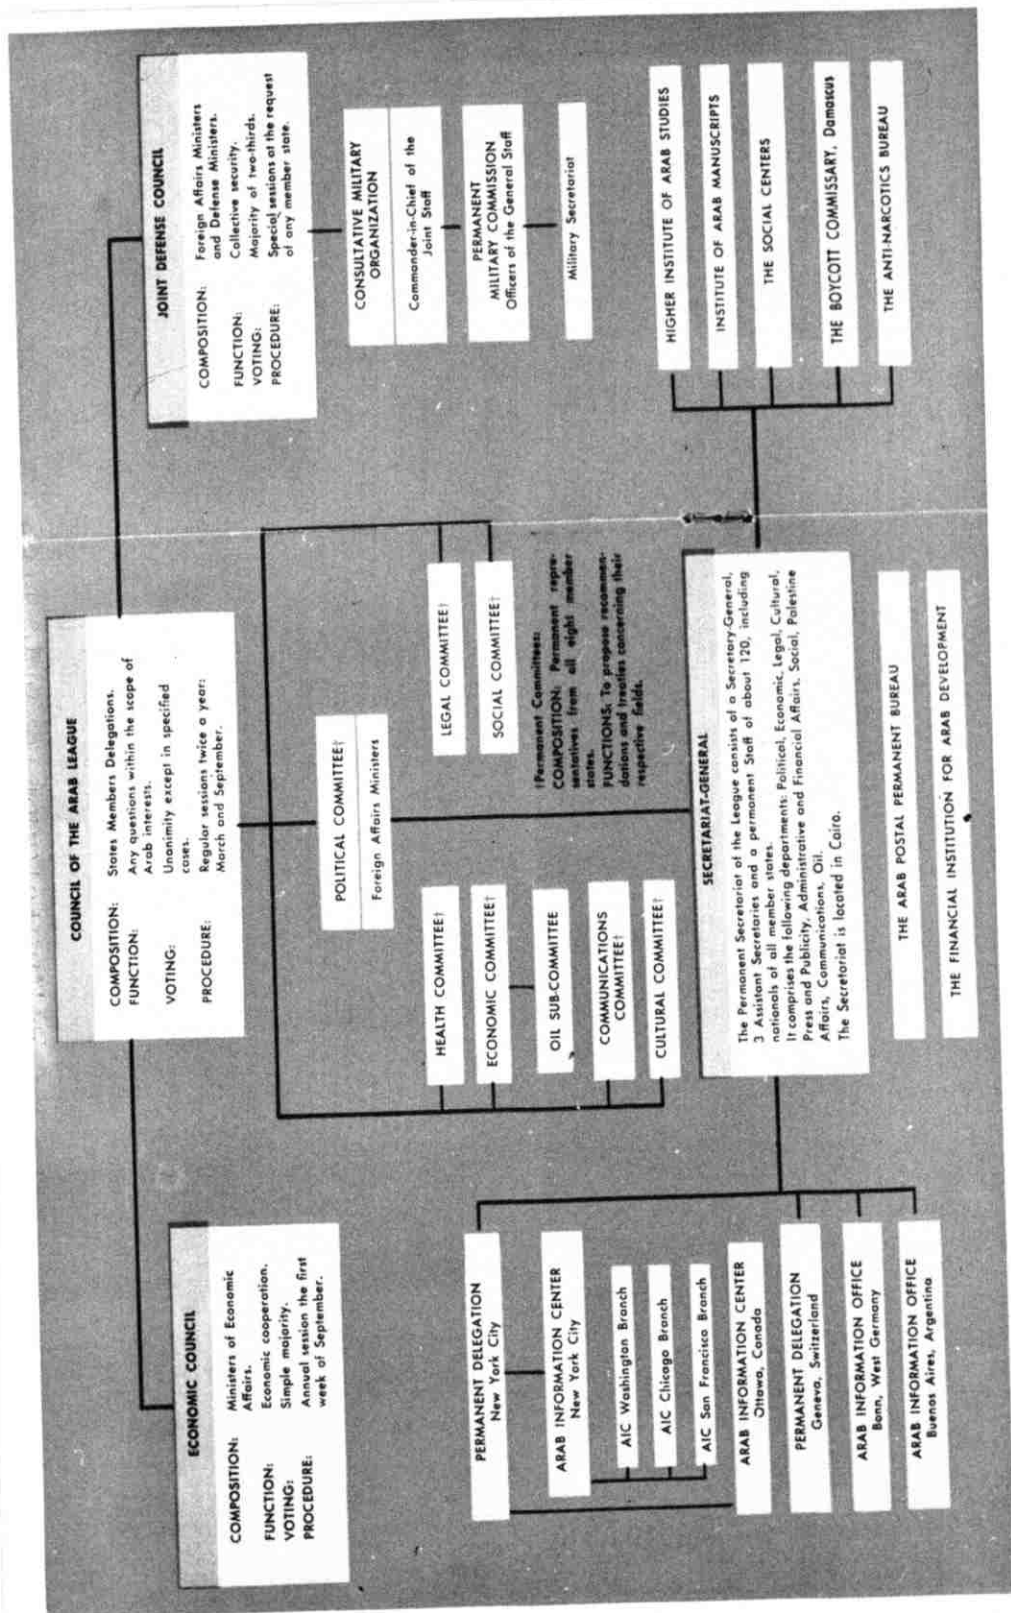 COUNCIL OF THE ARAB LEAGUE
COMPOSITION: States Members Delegations.
FUNCTION: Any questions within the scope of
Arab interests.
VOTING: Unanimity except in specified
cases.
PROCEDURE: Regular sessions twice a year:
March and September.
ECONOMIC COUNCIL
COMPOSITION: Ministers of Economic
Affairs.
FUNCTION: Economic cooperation.
VOTING: Simple majority.
PROCEDURE: Annual session the first
week of September.
JOINT DEFENSE COUNCIL
COMPOSITION: Foreign Affairs Ministers
and Defense Ministers.
FUNCTION: Collective security.
VOTING: Majority of two-thirds.
PROCEDURE: Special sessions at the request
of any member state.
CONSULTATIVE MILITARY
ORGANIZATION
Commander-in-Chief of the
Joint Staff
PERMANENT
MILITARY COMMISSION
Officers of the General Staff
Military Secretariat
POLITICAL COMMITTEE†
Foreign Affairs Ministers
HEALTH COMMITTEE†
ECONOMIC COMMITTEE†
OIL SUB-COMMITTEE
COMMUNICATIONS
COMMITTEE†
CULTURAL COMMITTEE†
LEGAL COMMITTEE†
SOCIAL COMMITTEE†
†Permanent Committees:
COMPOSITION: Permanent repre-
sentatives from all eight member
states.
FUNCTIONS: To propose recommen-
dations and treaties concerning their
respective fields.
SECRETARIAT-GENERAL
The Permanent Secretariat of the League consists of a Secretary-General,
3 Assistant Secretaries and a permanent Staff of about 120, including
nationals of all member states.
It comprises the following departments: Political, Economic, Legal, Cultural,
Press and Publicity, Administrative and Financial Affairs, Social, Palestine
Affairs, Communications, Oil.
The Secretariat is located in Cairo.
PERMANENT DELEGATION
New York City
ARAB INFORMATION CENTER
New York City
AIC Washington Branch
AIC Chicago Branch
AIC San Francisco Branch
ARAB INFORMATION CENTER
Ottawa, Canada
PERMANENT DELEGATION
Geneva, Switzerland
ARAB INFORMATION OFFICE
Bonn, West Germany
ARAB INFORMATION OFFICE
Buenos Aires, Argentina
THE ARAB POSTAL PERMANENT BUREAU
THE FINANCIAL INSTITUTION FOR ARAB DEVELOPMENT
HIGHER INSTITUTE OF ARAB STUDIES
INSTITUTE OF ARAB MANUSCRIPTS
THE SOCIAL CENTERS
THE BOYCOTT COMMISSARY, Damascus
THE ANTI-NARCOTICS BUREAU